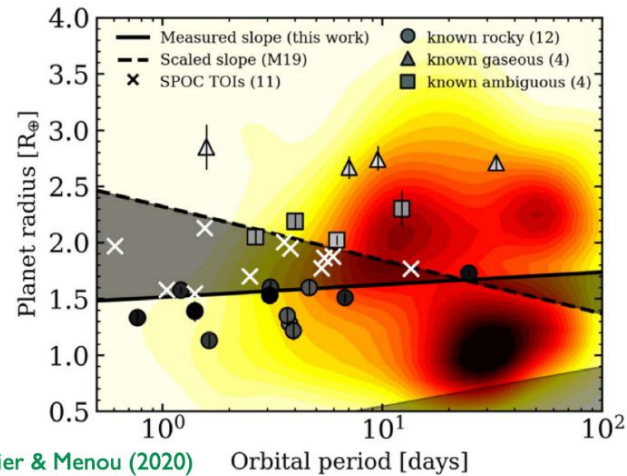 4.0
3.5
3.0
2.5
2.0
1.5
1.0
0.5
Planet radius [R⊕]
Measured slope (this work)
Scaled slope (M19)
SPOC TOIs (11)
known rocky (12)
known gaseous (4)
known ambiguous (4)
10⁰
10¹
10²
Orbital period [days]
ier & Menou (2020)